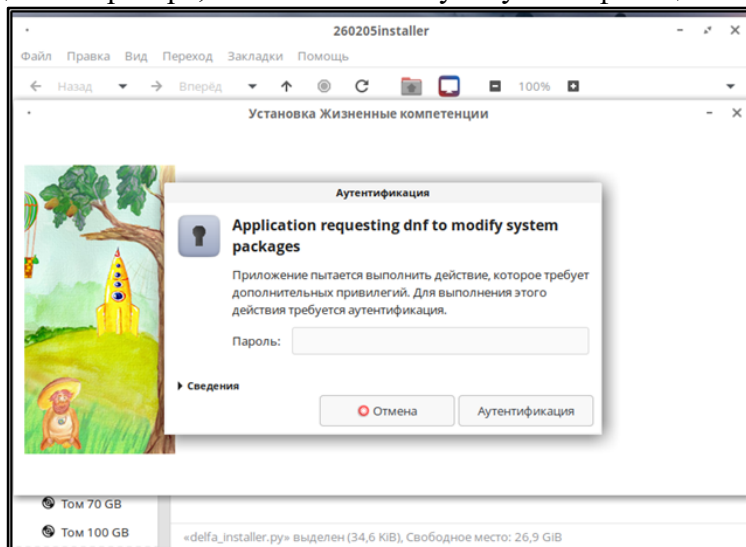 260205installer
Файл Правка Вид Переход Закладки Помощь
Назад Вперёд 100%
Установка Жизненные компетенции
Аутентификация
Application requesting dnf to modify system
packages
Приложение пытается выполнить действие, которое требует
дополнительных привилегий. Для выполнения этого
действия требуется аутентификация.
Пароль:
Сведения
Отмена Аутентификация
Том 70 GB
Том 100 GB
«delfa_installer.py» выделен (34,6 KiB), Свободное место: 26,9 GiB